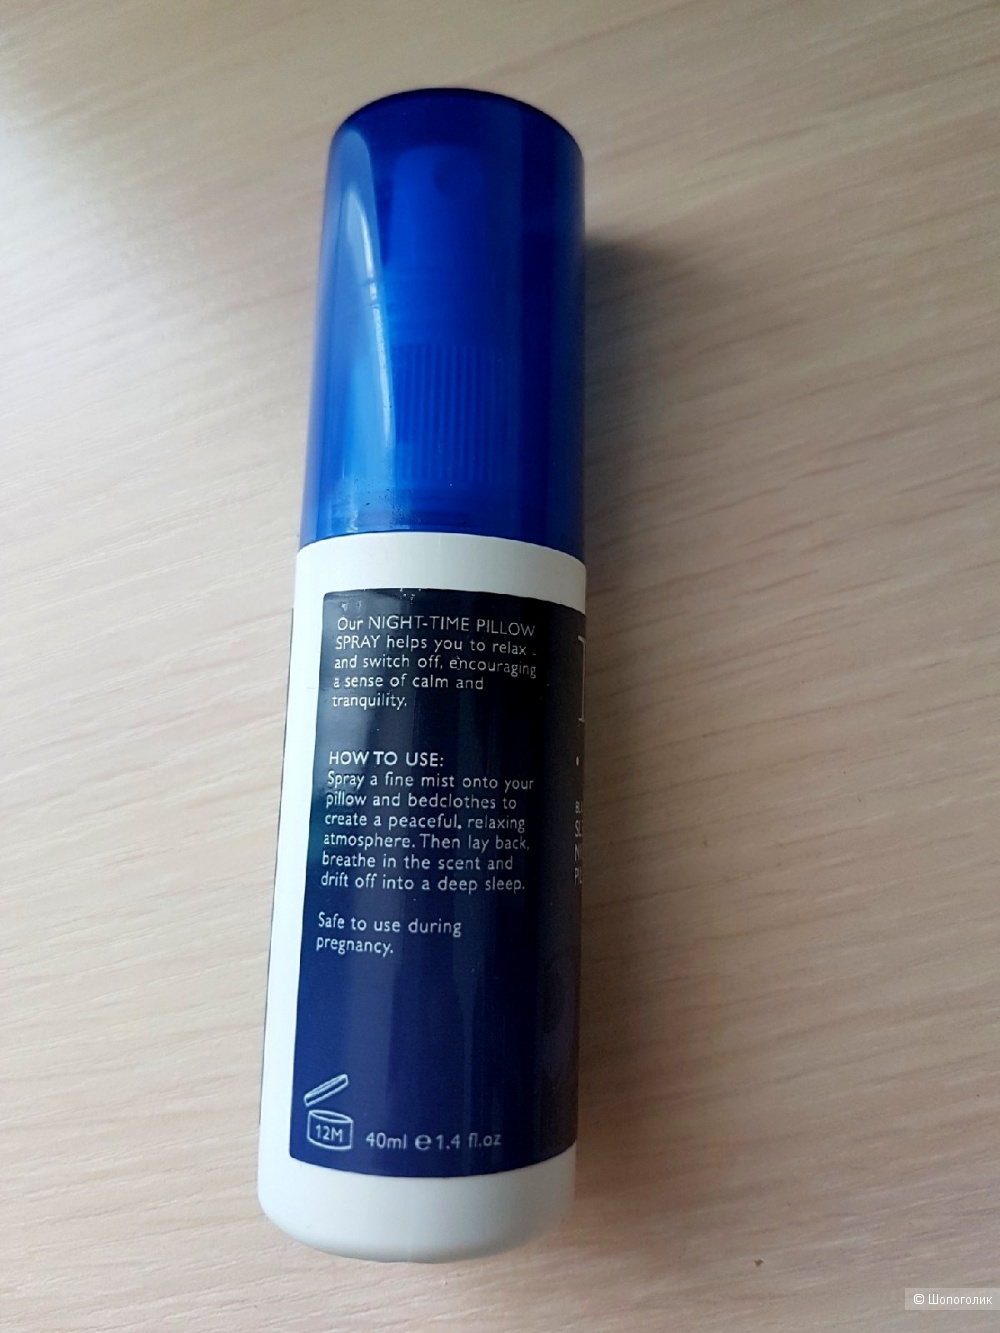 Our NIGHT-TIME PILLOW
SPRAY helps you to relax
and switch off, encouraging
a sense of calm and
tranquility.
HOW TO USE:
Spray a fine mist onto your
pillow and bedclothes to
create a peaceful, relaxing
atmosphere. Then lay back,
breathe in the scent and
drift off into a deep sleep.
Safe to use during
pregnancy.
12M
40ml e 1.4 fl.oz
© Шопоголик